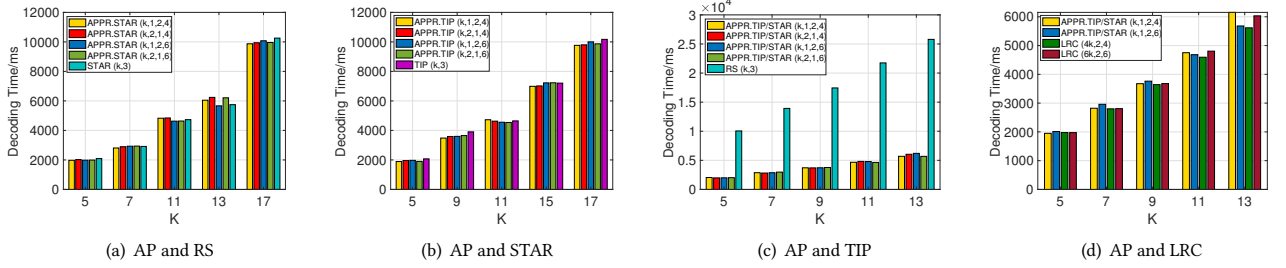 12000
10000
8000
6000
4000
2000
0
Decoding Time/ms
APPR.STAR (k,1,2,4)
APPR.STAR (k,2,1,4)
APPR.STAR (k,1,2,6)
APPR.STAR (k,2,1,6)
STAR (k,3)
5 7 11 13 17
K
(a) AP and RS
12000
10000
8000
6000
4000
2000
0
Decoding Time/ms
APPR.TIP (k,1,2,4)
APPR.TIP (k,2,1,4)
APPR.TIP (k,1,2,6)
APPR.TIP (k,2,1,6)
TIP (k,3)
5 9 11 15 17
K
(b) AP and STAR
×10⁴
3
2.5
2
1.5
1
0.5
0
Decoding Time/ms
APPR.TIP/STAR (k,1,2,4)
APPR.TIP/STAR (k,2,1,4)
APPR.TIP/STAR (k,1,2,6)
APPR.TIP/STAR (k,2,1,6)
RS (k,3)
5 7 9 11 13
K
(c) AP and TIP
6000
5000
4000
3000
2000
1000
0
Decoding Time/ms
APPR.TIP/STAR (k,1,2,4)
APPR.TIP/STAR (k,1,2,6)
LRC (4k,2,4)
LRC (6k,2,6)
5 7 9 11 13
K
(d) AP and LRC